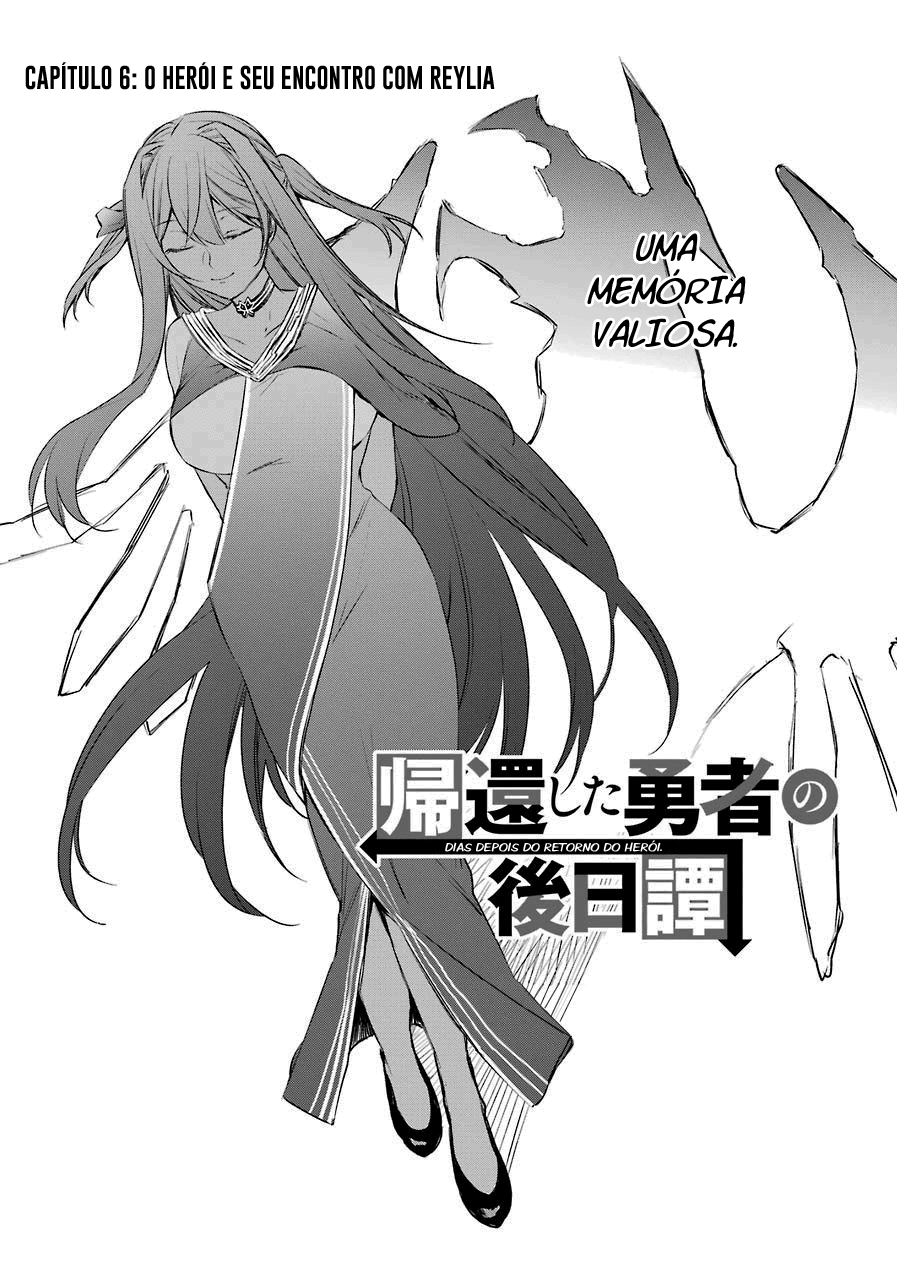 CAPÍTULO 6: O HERÓI E SEU ENCONTRO COM REYLIA
UMA
MEMÓRIA
VALIOSA.
帰還した勇者の
DIAS DEPOIS DO RETORNO DO HERÓI.
後日譚